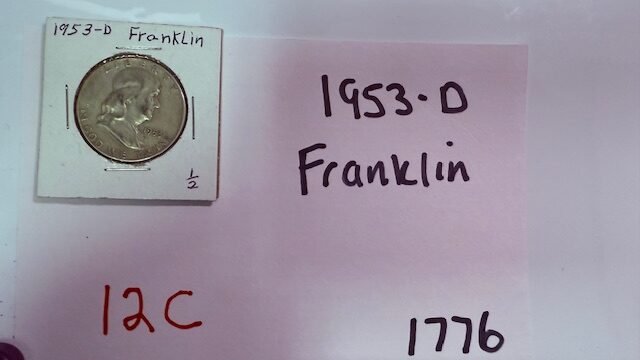 1953-D Franklin
1/2
1953-D
Franklin
12C
1776